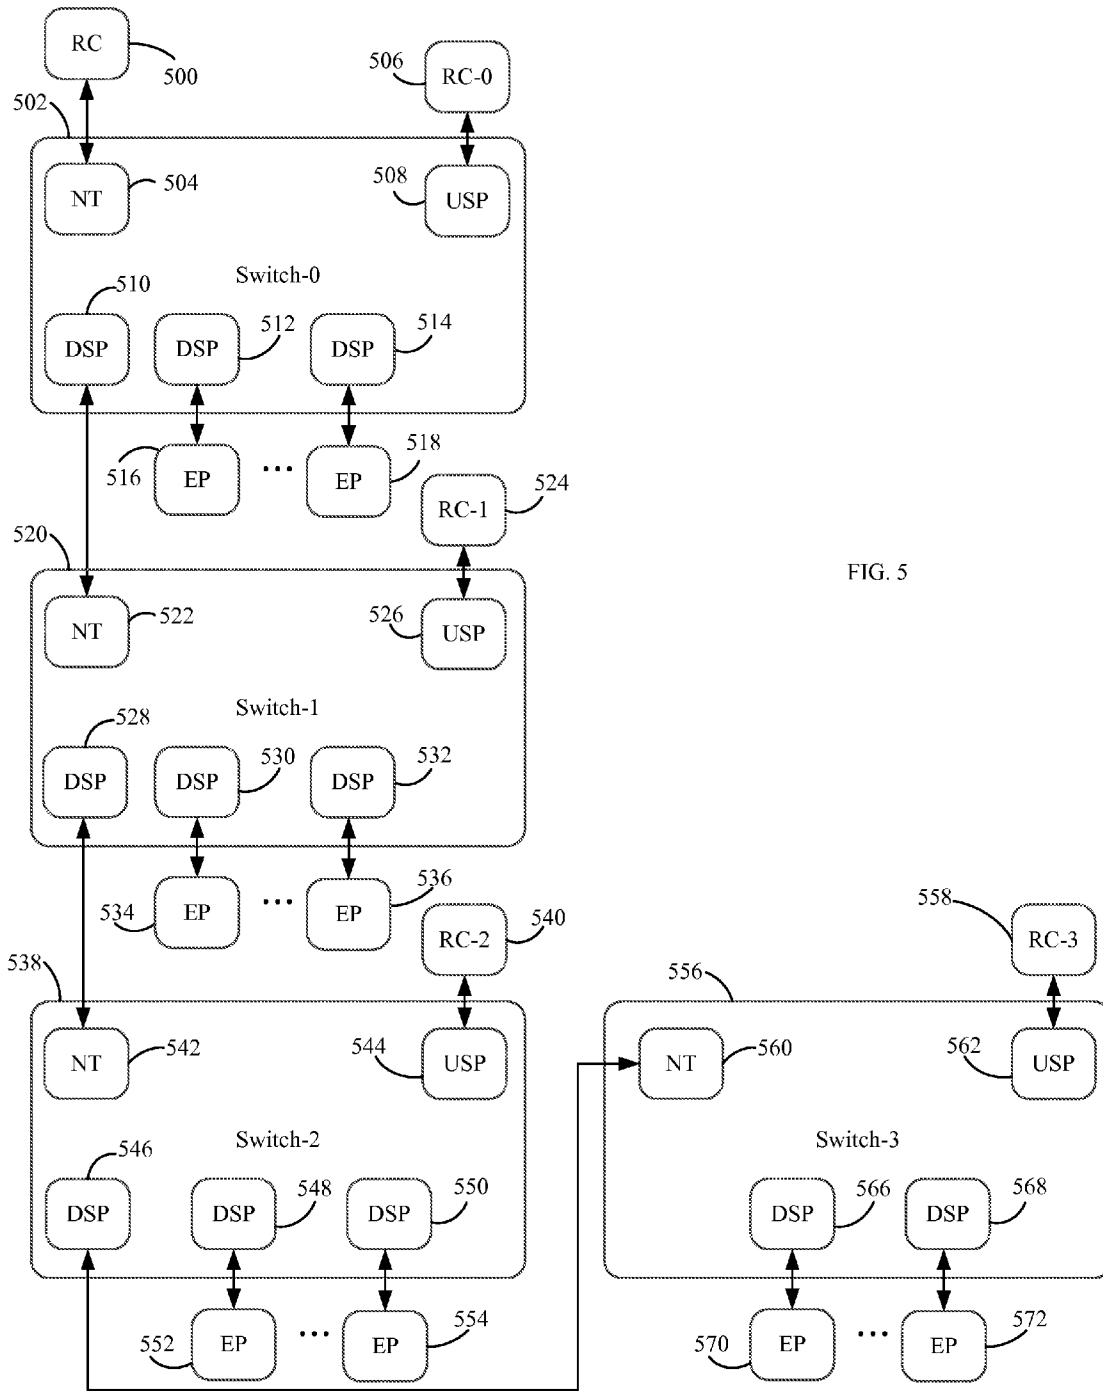 RC
500
506
RC-0
502
NT
504
508
USP
Switch-0
510
512
514
DSP
DSP
DSP
516
EP
...
EP
518
524
RC-1
520
FIG. 5
NT
522
526
USP
Switch-1
528
530
532
DSP
DSP
DSP
534
EP
...
EP
536
RC-2
540
558
RC-3
538
556
NT
542
544
USP
NT
560
562
USP
Switch-2
Switch-3
546
548
550
566
568
DSP
DSP
DSP
DSP
DSP
552
EP
...
EP
554
570
EP
...
EP
572